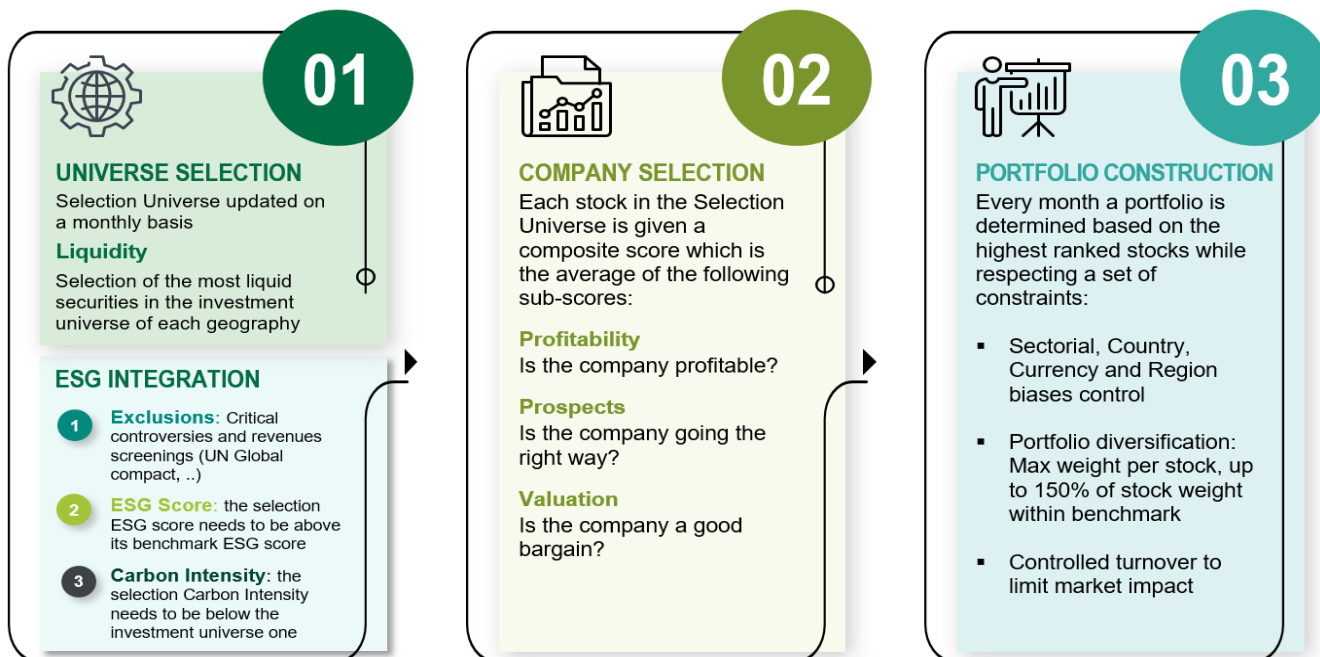 01
UNIVERSE SELECTION
Selection Universe updated on
a monthly basis
Liquidity
Selection of the most liquid
securities in the investment
universe of each geography
ESG INTEGRATION
1
Exclusions: Critical
controversies and revenues
screenings (UN Global
compact, ..)
2
ESG Score: the selection
ESG score needs to be above
its benchmark ESG score
3
Carbon Intensity: the
selection Carbon Intensity
needs to be below the
investment universe one
02
COMPANY SELECTION
Each stock in the Selection
Universe is given a
composite score which is
the average of the following
sub-scores:
Profitability
Is the company profitable?
Prospects
Is the company going the
right way?
Valuation
Is the company a good
bargain?
03
PORTFOLIO CONSTRUCTION
Every month a portfolio is
determined based on the
highest ranked stocks while
respecting a set of
constraints:
▪ Sectorial, Country,
Currency and Region
biases control
▪ Portfolio diversification:
Max weight per stock, up
to 150% of stock weight
within benchmark
▪ Controlled turnover to
limit market impact